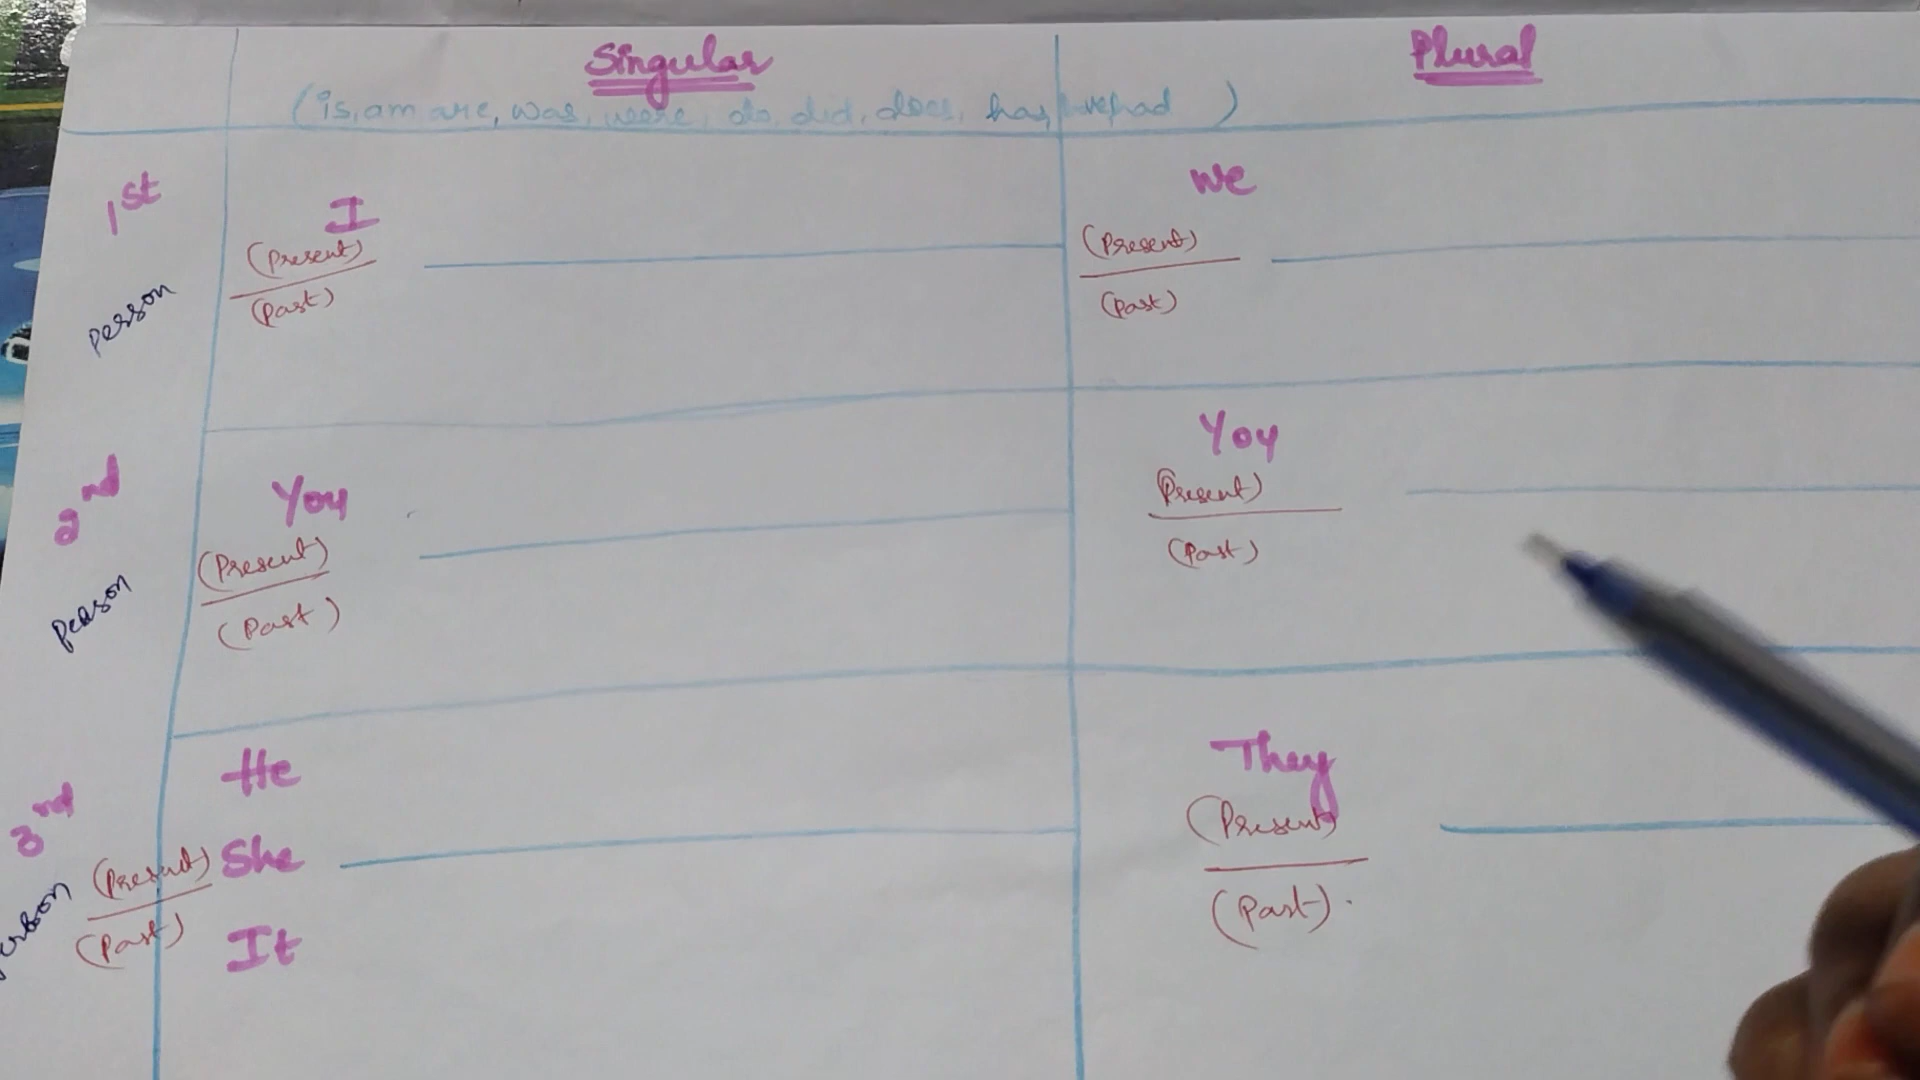 Singular
Plural
(is, am are, was, were, do, did, does, has, have had )
1st
person
I
(Present)
(Past)
We
(Present)
(Past)
2nd
person
You
(Present)
(Past)
You
(Present)
(Past)
3rd
erson
(Present)
(Past)
He
She
It
They
(Present)
(Past).